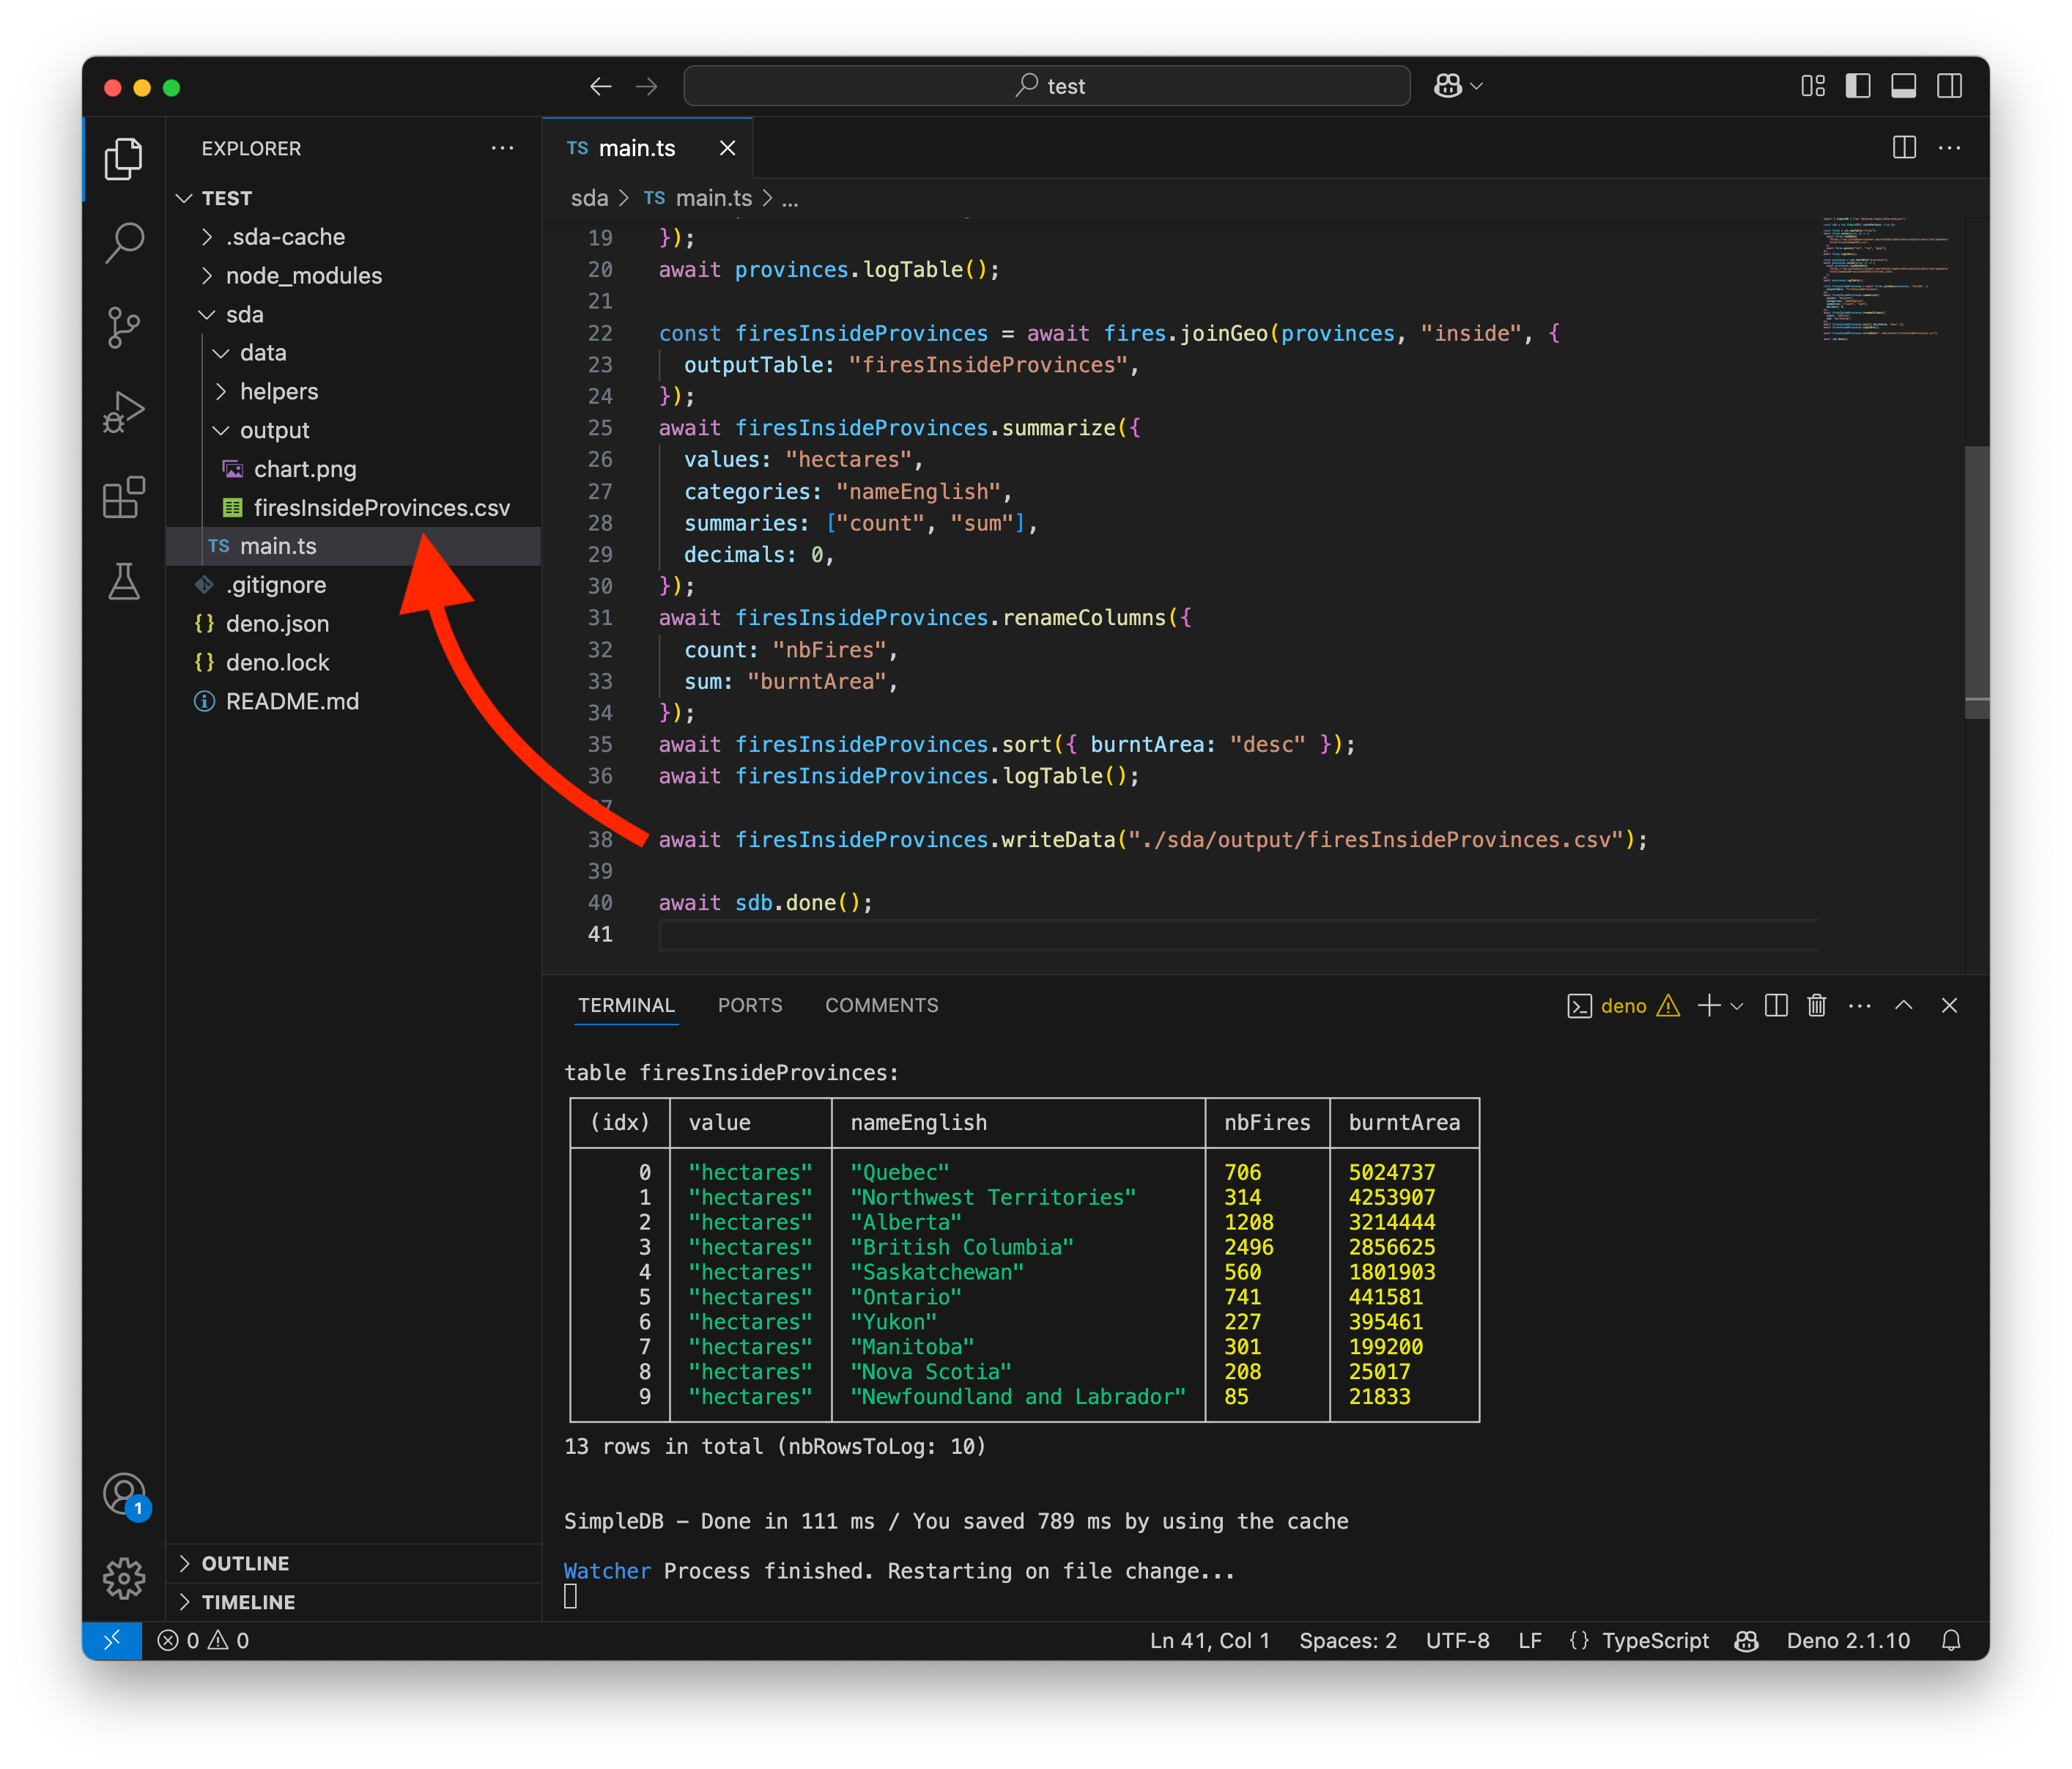 test
EXPLORER
TEST
.sda-cache
node_modules
sda
data
helpers
output
chart.png
firesInsideProvinces.csv
TS main.ts
.gitignore
{} deno.json
{} deno.lock
README.md
OUTLINE
TIMELINE
1
TS main.ts
sda > TS main.ts > ...
19 });
20 await provinces.logTable();
21
22 const firesInsideProvinces = await fires.joinGeo(provinces, "inside", {
23 outputTable: "firesInsideProvinces",
24 });
25 await firesInsideProvinces.summarize({
26 values: "hectares",
27 categories: "nameEnglish",
28 summaries: ["count", "sum"],
29 decimals: 0,
30 });
31 await firesInsideProvinces.renameColumns({
32 count: "nbFires",
33 sum: "burntArea",
34 });
35 await firesInsideProvinces.sort({ burntArea: "desc" });
36 await firesInsideProvinces.logTable();
37
38 await firesInsideProvinces.writeData("./sda/output/firesInsideProvinces.csv");
39
40 await sdb.done();
41
TERMINAL PORTS COMMENTS deno
table firesInsideProvinces:
(idx) value nameEnglish nbFires burntArea
0 "hectares" "Quebec" 706 5024737
1 "hectares" "Northwest Territories" 314 4253907
2 "hectares" "Alberta" 1208 3214444
3 "hectares" "British Columbia" 2496 2856625
4 "hectares" "Saskatchewan" 560 1801903
5 "hectares" "Ontario" 741 441581
6 "hectares" "Yukon" 227 395461
7 "hectares" "Manitoba" 301 199200
8 "hectares" "Nova Scotia" 208 25017
9 "hectares" "Newfoundland and Labrador" 85 21833
13 rows in total (nbRowsToLog: 10)
SimpleDB – Done in 111 ms / You saved 789 ms by using the cache
Watcher Process finished. Restarting on file change...
0 0 Ln 41, Col 1 Spaces: 2 UTF-8 LF {} TypeScript Deno 2.1.10